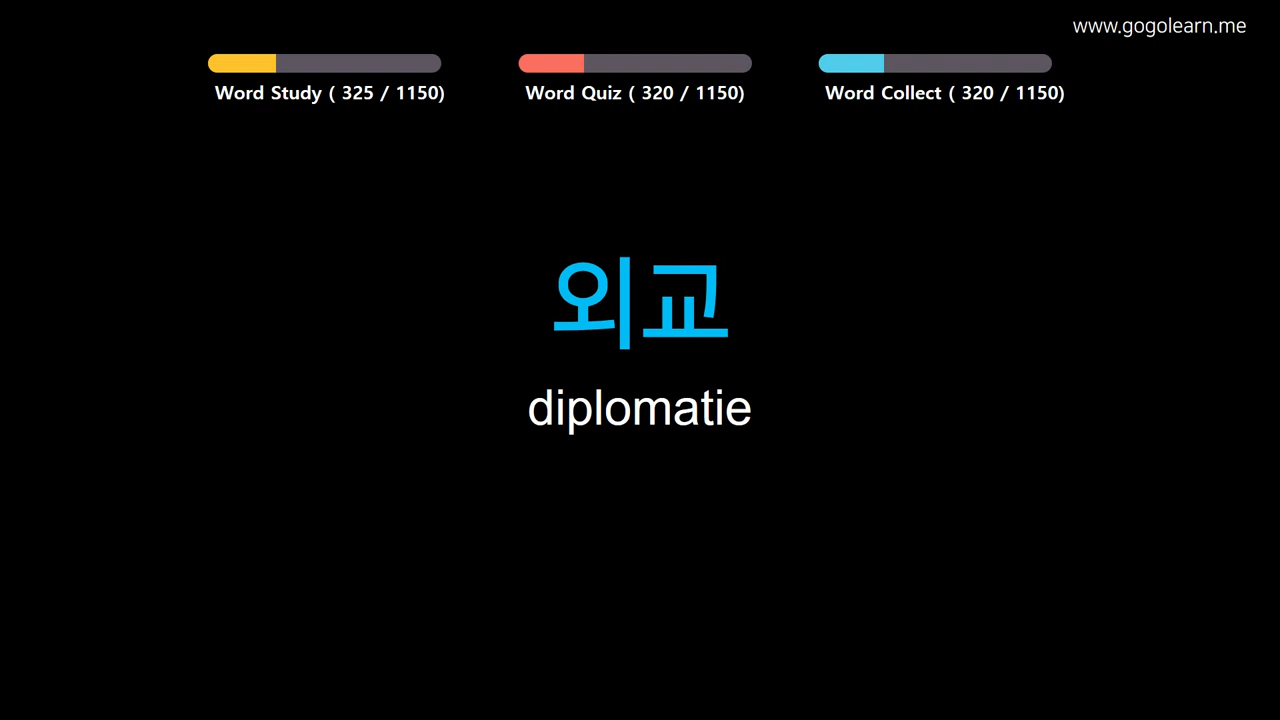 www.gogolearn.me
Word Study ( 325 / 1150)
Word Quiz ( 320 / 1150)
Word Collect ( 320 / 1150)
외교
diplomatie